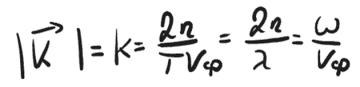 |K⃗| = K = 2π/(T Vφ) = 2π/λ = ω/Vφ